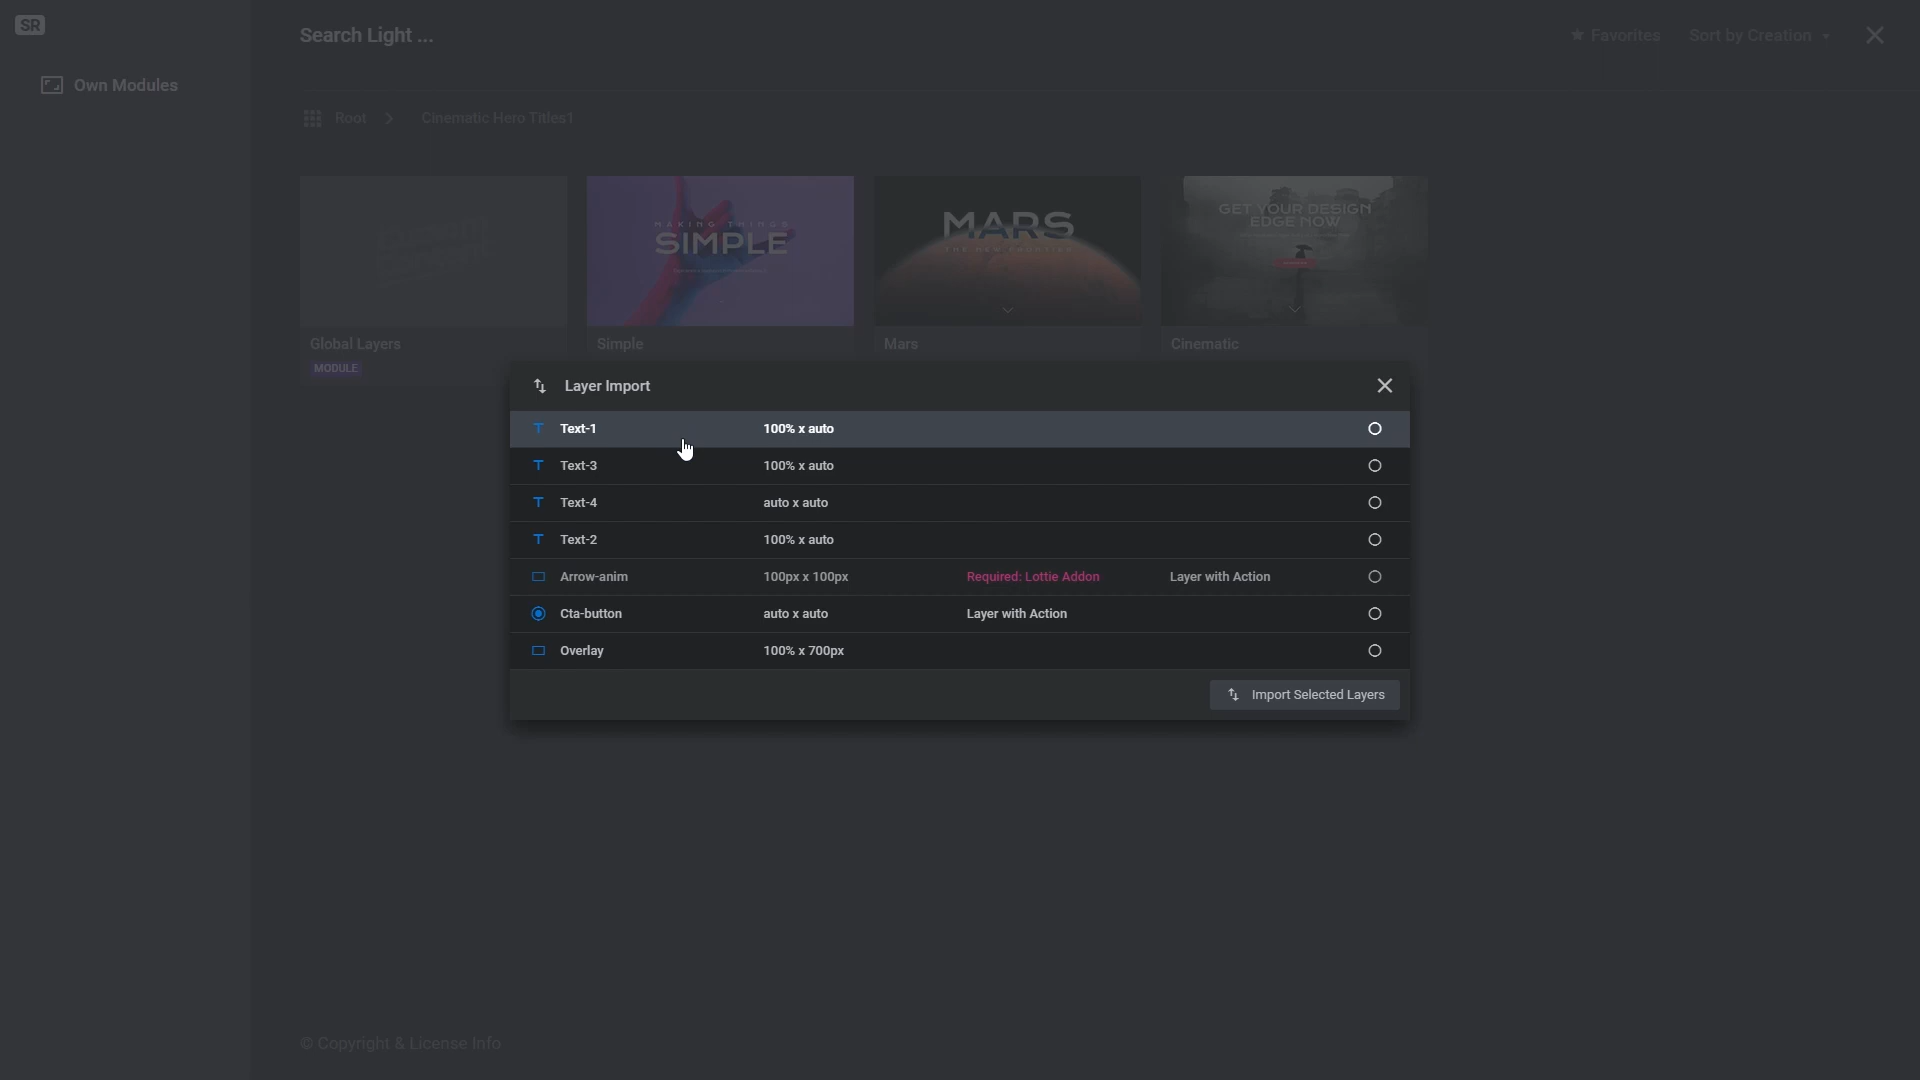 SR
Search Light ...
Favorites
Sort by Creation
Own Modules
Root
Cinematic Hero Titles1
MAKING THINGS
SIMPLE
MARS
GET YOUR DESIGN
EDGE NOW
Global Layers
Simple
Mars
Cinematic
MODULE
Layer Import
Text-1 100% x auto
Text-3 100% x auto
Text-4 auto x auto
Text-2 100% x auto
Arrow-anim 100px x 100px Required: Lottie Addon Layer with Action
Cta-button auto x auto Layer with Action
Overlay 100% x 700px
Import Selected Layers
© Copyright & License Info